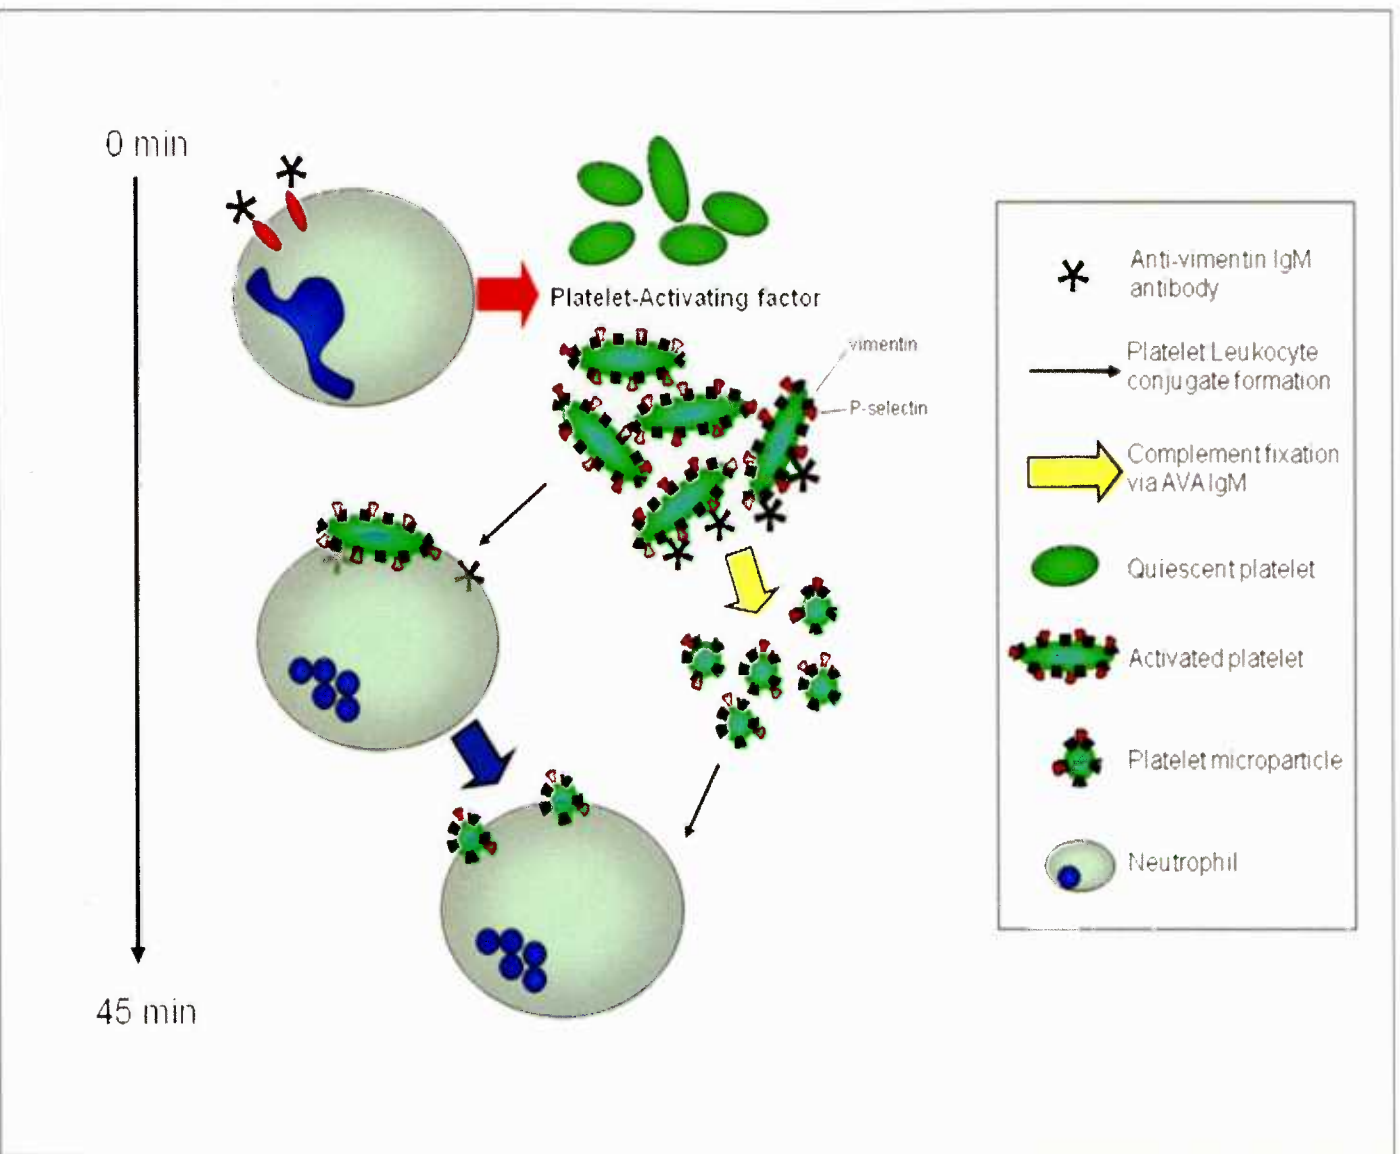 0 min
Platelet-Activating factor
vimentin
P-selectin
45 min
Anti-vimentin IgM
antibody
Platelet Leukocyte
conjugate formation
Complement fixation
via AVA IgM
Quiescent platelet
Activated platelet
Platelet microparticle
Neutrophil